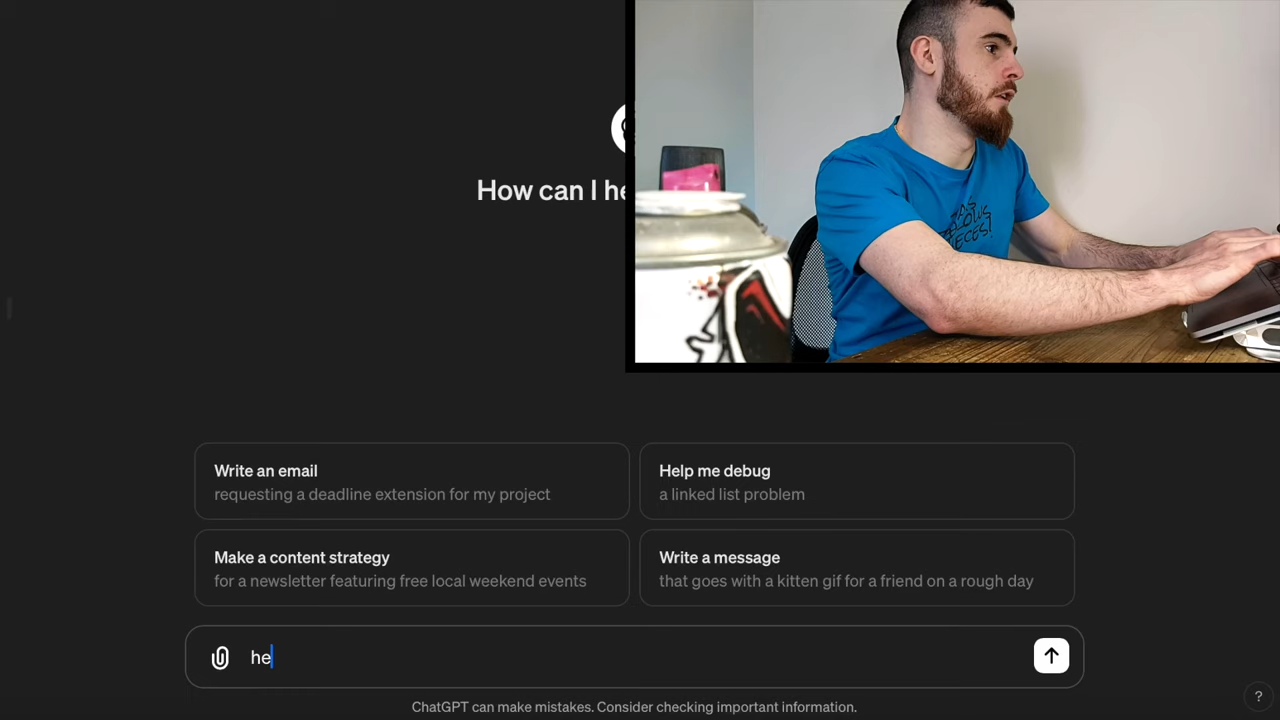 How can I he
Write an email
requesting a deadline extension for my project
Help me debug
a linked list problem
Make a content strategy
for a newsletter featuring free local weekend events
Write a message
that goes with a kitten gif for a friend on a rough day
he
ChatGPT can make mistakes. Consider checking important information.
?